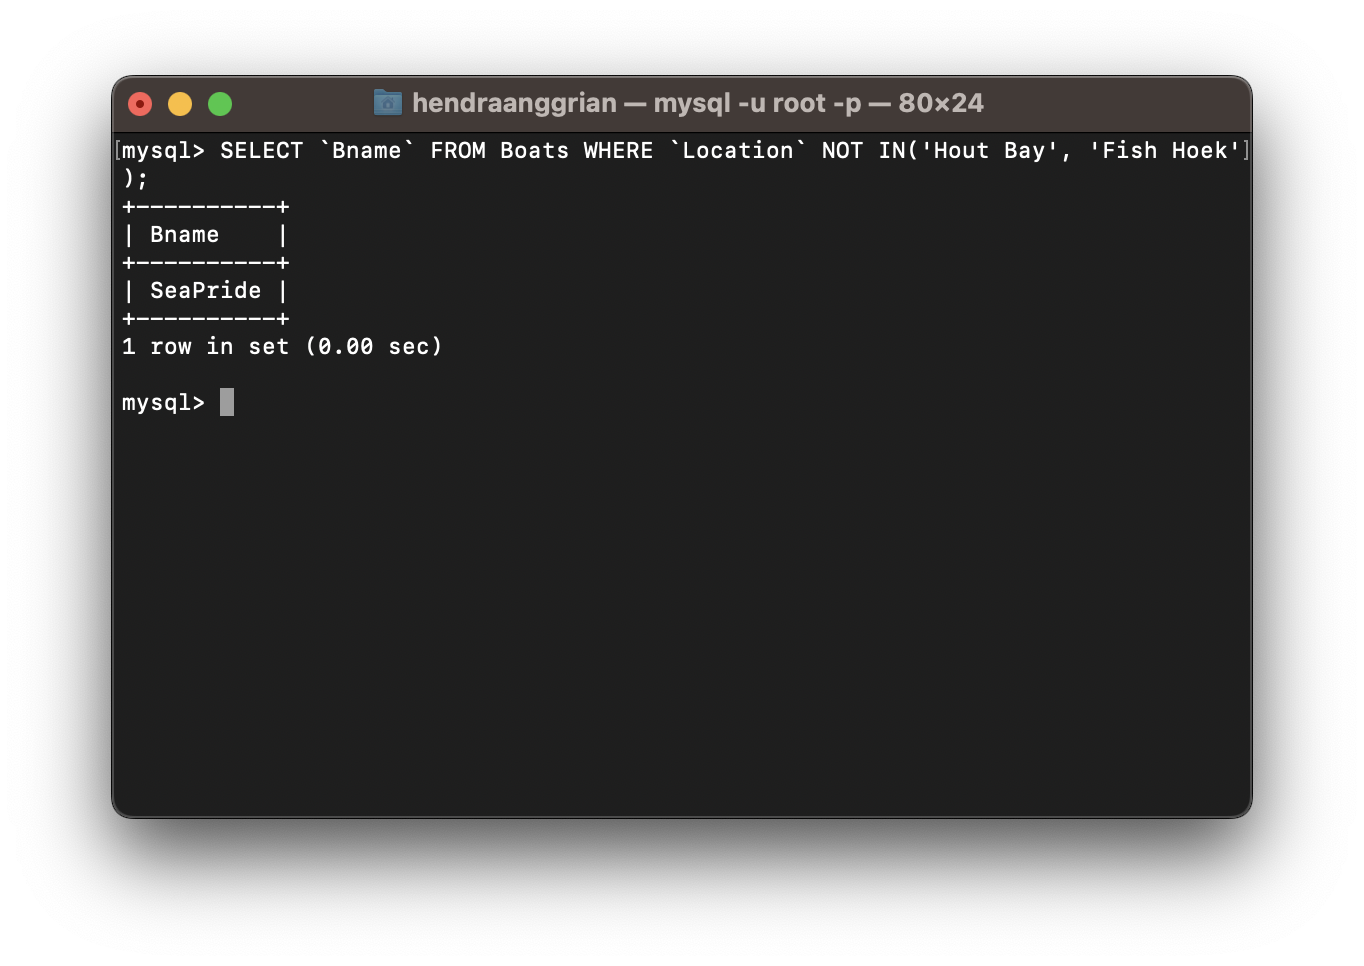 hendraanggrian — mysql -u root -p — 80×24
[mysql> SELECT `Bname` FROM Boats WHERE `Location` NOT IN('Hout Bay', 'Fish Hoek']
);
+----------+
| Bname    |
+----------+
| SeaPride |
+----------+
1 row in set (0.00 sec)
mysql>